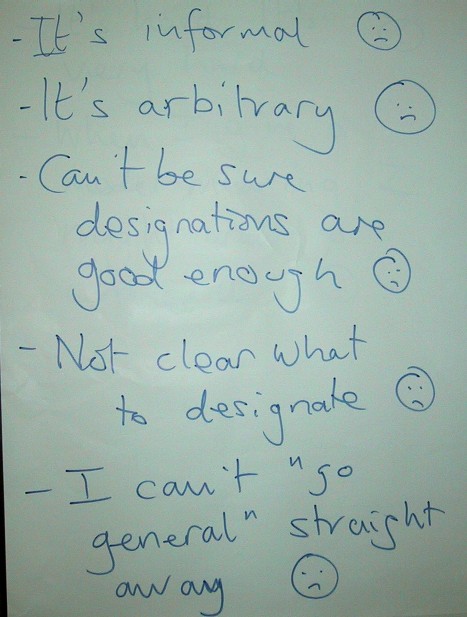 - It's informal
- It's arbitrary
- Can't be sure
designations are
good enough
- Not clear what
to designate
- I can't "go
general" straight
away